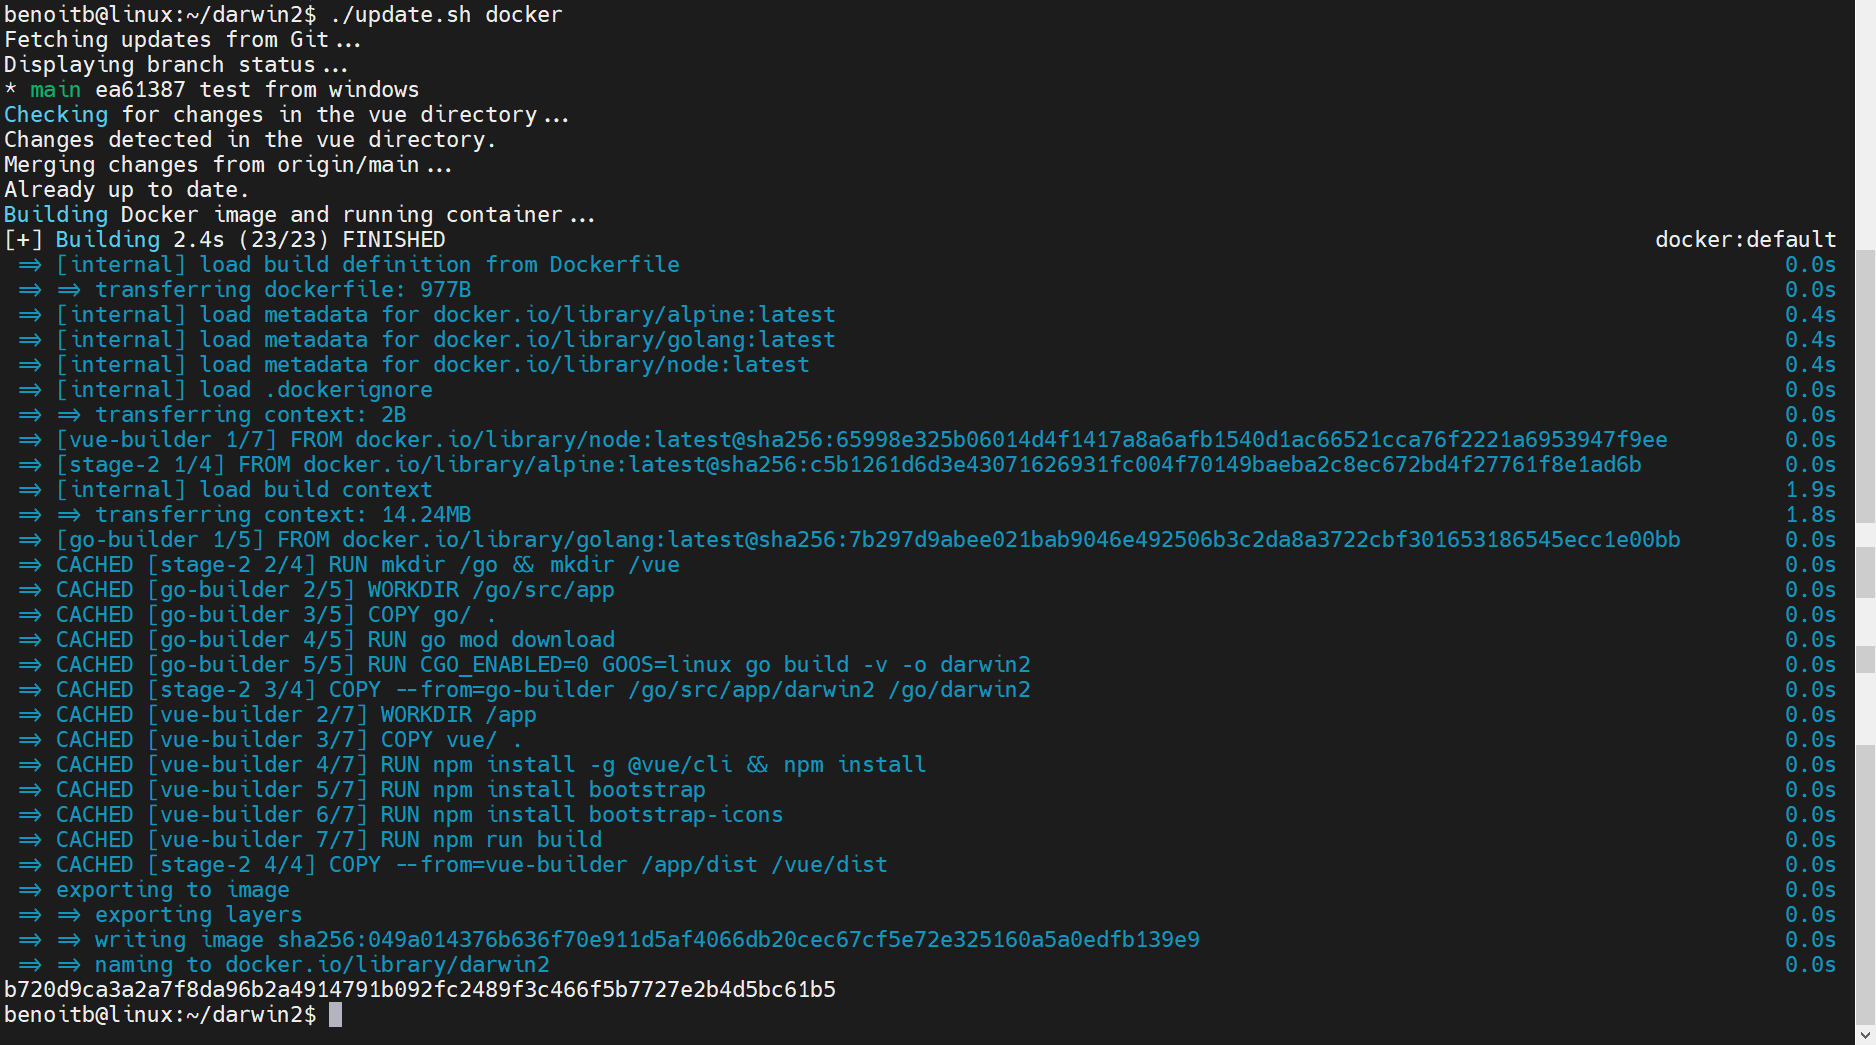 benoitb@linux:~/darwin2$ ./update.sh docker
Fetching updates from Git...
Displaying branch status...
* main ea61387 test from windows
Checking for changes in the vue directory...
Changes detected in the vue directory.
Merging changes from origin/main...
Already up to date.
Building Docker image and running container...
[+] Building 2.4s (23/23) FINISHED docker:default
=> [internal] load build definition from Dockerfile 0.0s
=> => transferring dockerfile: 977B 0.0s
=> [internal] load metadata for docker.io/library/alpine:latest 0.4s
=> [internal] load metadata for docker.io/library/golang:latest 0.4s
=> [internal] load metadata for docker.io/library/node:latest 0.4s
=> [internal] load .dockerignore 0.0s
=> => transferring context: 2B 0.0s
=> [vue-builder 1/7] FROM docker.io/library/node:latest@sha256:65998e325b06014d4f1417a8a6afb1540d1ac66521cca76f2221a6953947f9ee 0.0s
=> [stage-2 1/4] FROM docker.io/library/alpine:latest@sha256:c5b1261d6d3e43071626931fc004f70149baeba2c8ec672bd4f27761f8e1ad6b 0.0s
=> [internal] load build context 1.9s
=> => transferring context: 14.24MB 1.8s
=> [go-builder 1/5] FROM docker.io/library/golang:latest@sha256:7b297d9abee021bab9046e492506b3c2da8a3722cbf301653186545ecc1e00bb 0.0s
=> CACHED [stage-2 2/4] RUN mkdir /go && mkdir /vue 0.0s
=> CACHED [go-builder 2/5] WORKDIR /go/src/app 0.0s
=> CACHED [go-builder 3/5] COPY go/ . 0.0s
=> CACHED [go-builder 4/5] RUN go mod download 0.0s
=> CACHED [go-builder 5/5] RUN CGO_ENABLED=0 GOOS=linux go build -v -o darwin2 0.0s
=> CACHED [stage-2 3/4] COPY --from=go-builder /go/src/app/darwin2 /go/darwin2 0.0s
=> CACHED [vue-builder 2/7] WORKDIR /app 0.0s
=> CACHED [vue-builder 3/7] COPY vue/ . 0.0s
=> CACHED [vue-builder 4/7] RUN npm install -g @vue/cli && npm install 0.0s
=> CACHED [vue-builder 5/7] RUN npm install bootstrap 0.0s
=> CACHED [vue-builder 6/7] RUN npm install bootstrap-icons 0.0s
=> CACHED [vue-builder 7/7] RUN npm run build 0.0s
=> CACHED [stage-2 4/4] COPY --from=vue-builder /app/dist /vue/dist 0.0s
=> exporting to image 0.0s
=> => exporting layers 0.0s
=> => writing image sha256:049a014376b636f70e911d5af4066db20cec67cf5e72e325160a5a0edfb139e9 0.0s
=> => naming to docker.io/library/darwin2 0.0s
b720d9ca3a2a7f8da96b2a4914791b092fc2489f3c466f5b7727e2b4d5bc61b5
benoitb@linux:~/darwin2$